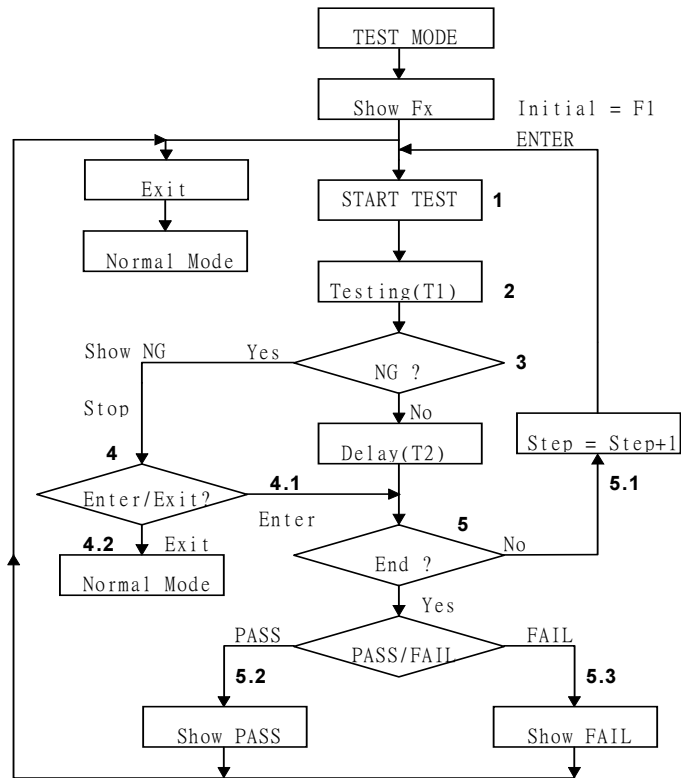 TEST MODE
Show Fx
Initial = F1
ENTER
Exit
START TEST
1
Normal Mode
Testing(T1)
2
Show NG
Yes
3
NG ?
Stop
No
Step = Step+1
4
Delay(T2)
4.1
5.1
Enter/Exit?
Enter
5
4.2
Exit
No
End ?
Normal Mode
Yes
PASS
FAIL
PASS/FAIL
5.2
5.3
Show PASS
Show FAIL